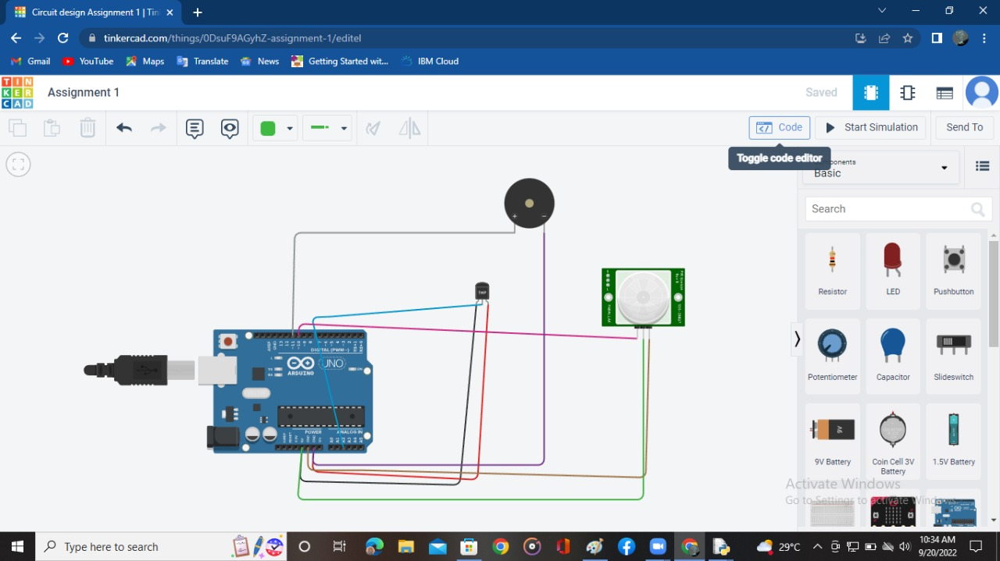 Circuit design Assignment 1 | Tin
tinkercad.com/things/0DsuF9AGyhZ-assignment-1/editel
Gmail
YouTube
Maps
Translate
News
Getting Started wit...
IBM Cloud
TIN
KER
CAD
Assignment 1
Saved
Code
Start Simulation
Send To
Toggle code editor
Basic
Search
Resistor
LED
Pushbutton
Potentiometer
Capacitor
Slideswitch
9V Battery
Coin Cell 3V
Battery
1.5V Battery
TMP
DIGITAL (PWM~)
UNO
ARDUINO
POWER
ANALOG IN
Activate Windows
Go to Settings to activate Windows.
Type here to search
29°C
10:34 AM
9/20/2022